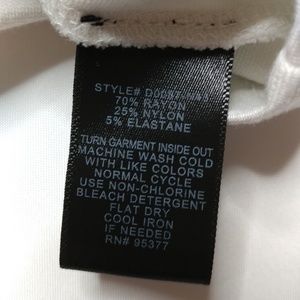 STYLE#
70% RAYON
25% NYLON
5% ELASTANE
TURN GARMENT INSIDE OUT
MACHINE WASH COLD
WITH LIKE COLORS
NORMAL CYCLE
USE NON-CHLORINE
BLEACH DETERGENT
FLAT DRY
COOL IRON
IF NEEDED
RN# 95377